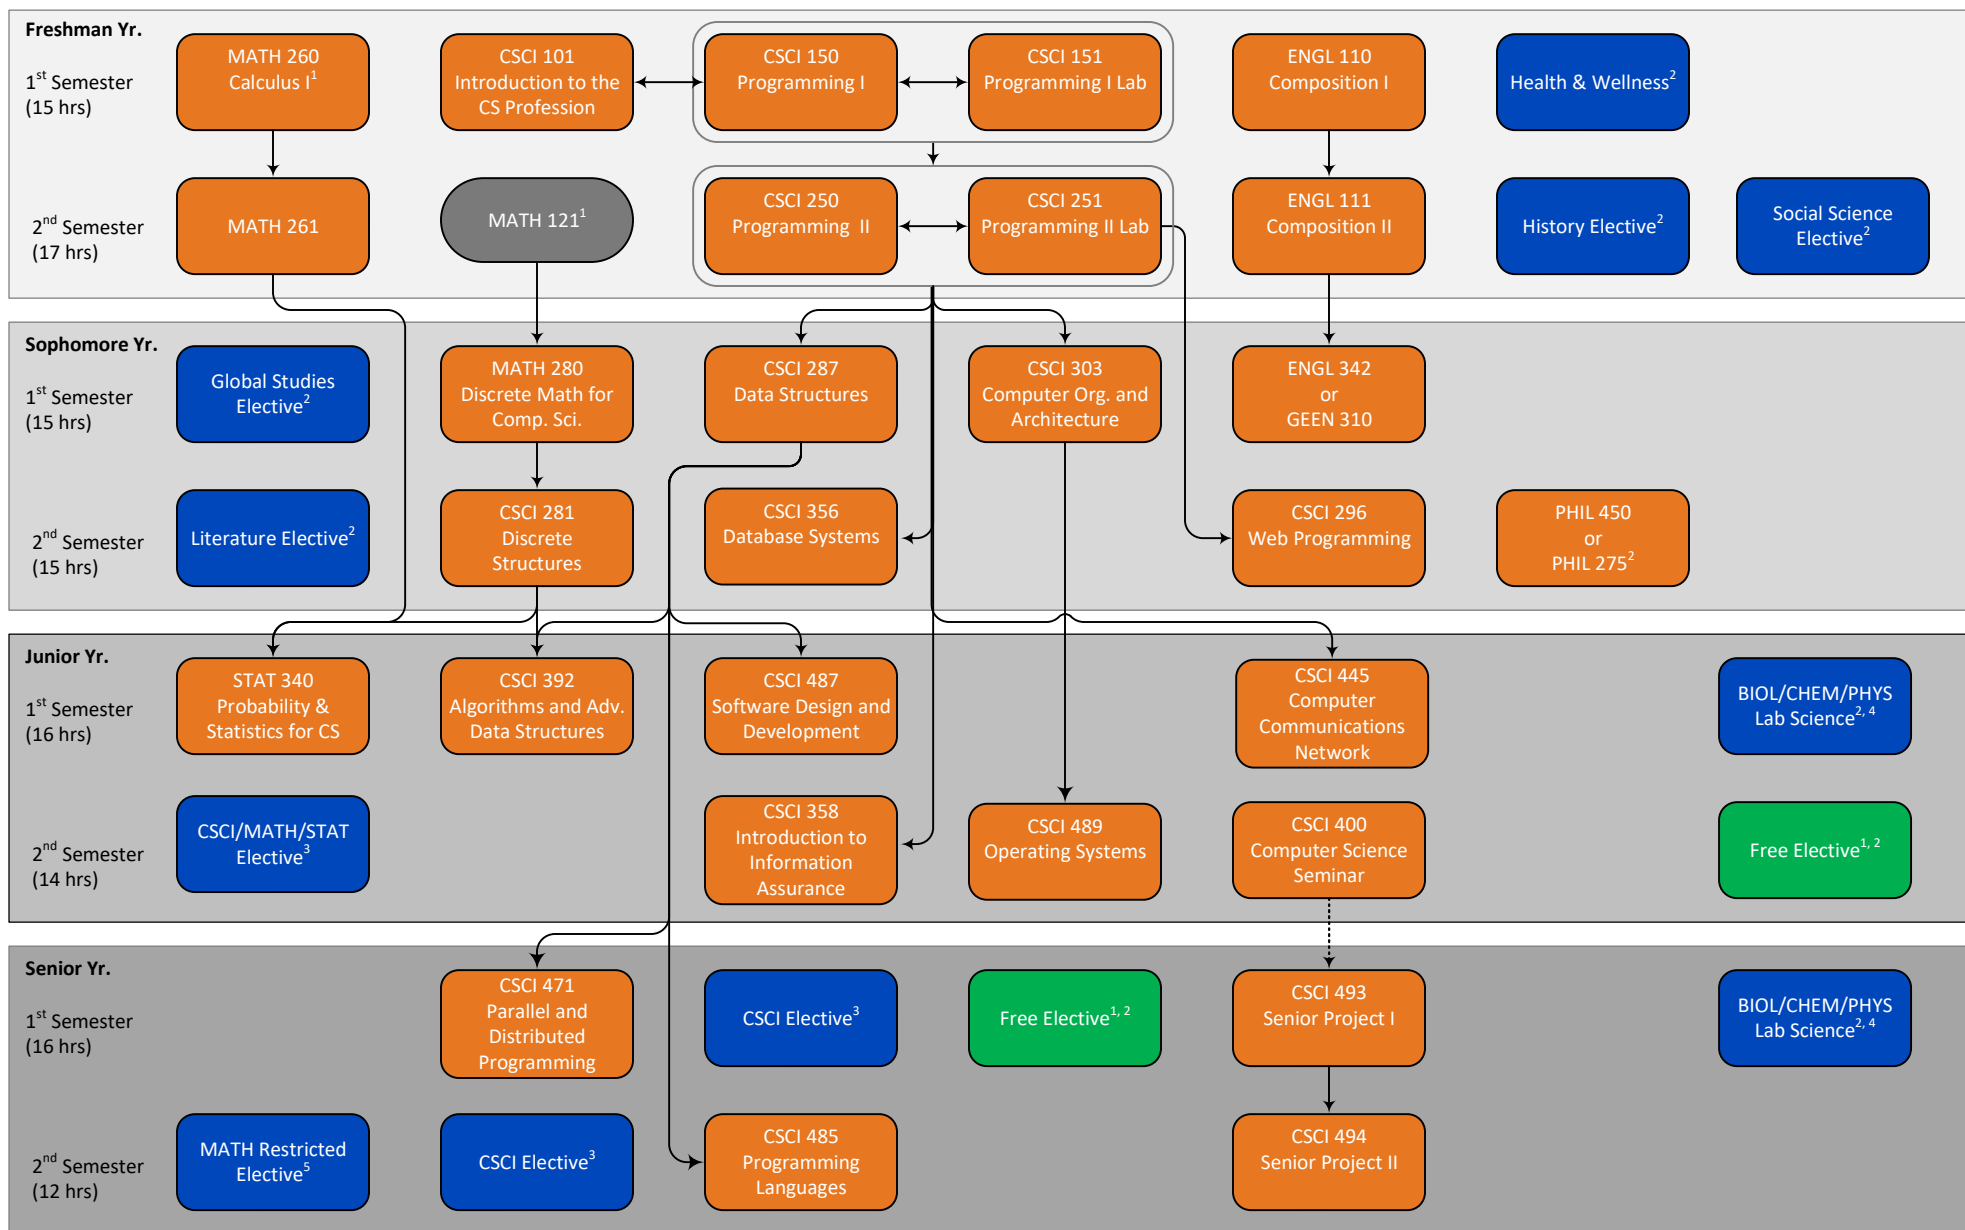 Freshman Yr.
1st Semester
(15 hrs)
MATH 260
Calculus I1
CSCI 101
Introduction to the
CS Profession
CSCI 150
Programming I
CSCI 151
Programming I Lab
ENGL 110
Composition I
Health & Wellness2
2nd Semester
(17 hrs)
MATH 261
MATH 1211
CSCI 250
Programming II
CSCI 251
Programming II Lab
ENGL 111
Composition II
History Elective2
Social Science
Elective2
Sophomore Yr.
1st Semester
(15 hrs)
Global Studies
Elective2
MATH 280
Discrete Math for
Comp. Sci.
CSCI 287
Data Structures
CSCI 303
Computer Org. and
Architecture
ENGL 342
or
GEEN 310
2nd Semester
(15 hrs)
Literature Elective2
CSCI 281
Discrete
Structures
CSCI 356
Database Systems
CSCI 296
Web Programming
PHIL 450
or
PHIL 2752
Junior Yr.
1st Semester
(16 hrs)
STAT 340
Probability &
Statistics for CS
CSCI 392
Algorithms and Adv.
Data Structures
CSCI 487
Software Design and
Development
CSCI 445
Computer
Communications
Network
BIOL/CHEM/PHYS
Lab Science2, 4
2nd Semester
(14 hrs)
CSCI/MATH/STAT
Elective3
CSCI 358
Introduction to
Information
Assurance
CSCI 489
Operating Systems
CSCI 400
Computer Science
Seminar
Free Elective1, 2
Senior Yr.
1st Semester
(16 hrs)
CSCI 471
Parallel and
Distributed
Programming
CSCI Elective3
Free Elective1, 2
CSCI 493
Senior Project I
BIOL/CHEM/PHYS
Lab Science2, 4
2nd Semester
(12 hrs)
MATH Restricted
Elective5
CSCI Elective3
CSCI 485
Programming
Languages
CSCI 494
Senior Project II